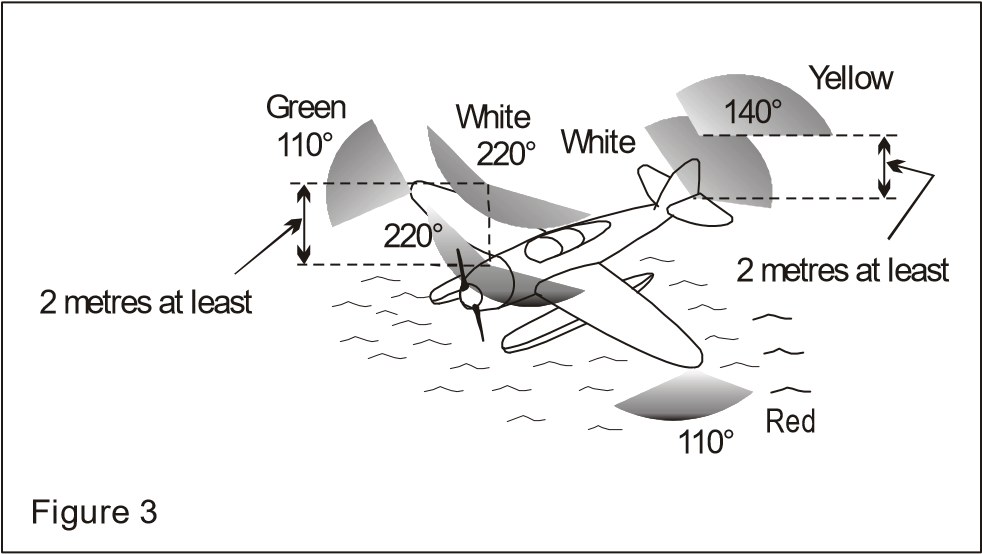 Green
110°
White
220°
White
140°
Yellow
220°
2 metres at least
2 metres at least
110°
Red
Figure 3